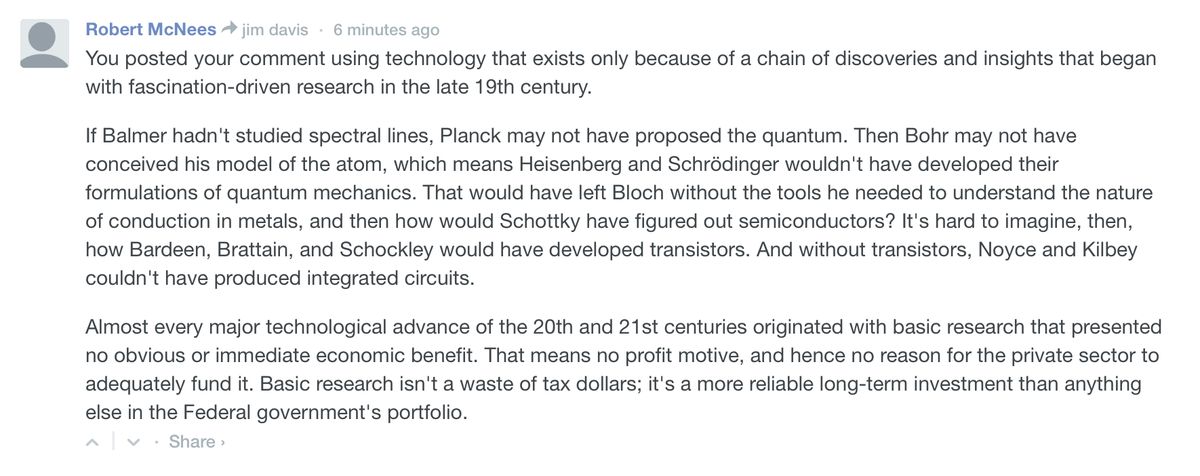 Robert McNees jim davis · 6 minutes ago
You posted your comment using technology that exists only because of a chain of discoveries and insights that began
with fascination-driven research in the late 19th century.
If Balmer hadn't studied spectral lines, Planck may not have proposed the quantum. Then Bohr may not have
conceived his model of the atom, which means Heisenberg and Schrödinger wouldn't have developed their
formulations of quantum mechanics. That would have left Bloch without the tools he needed to understand the nature
of conduction in metals, and then how would Schottky have figured out semiconductors? It's hard to imagine, then,
how Bardeen, Brattain, and Schockley would have developed transistors. And without transistors, Noyce and Kilbey
couldn't have produced integrated circuits.
Almost every major technological advance of the 20th and 21st centuries originated with basic research that presented
no obvious or immediate economic benefit. That means no profit motive, and hence no reason for the private sector to
adequately fund it. Basic research isn't a waste of tax dollars; it's a more reliable long-term investment than anything
else in the Federal government's portfolio.
· Share ›